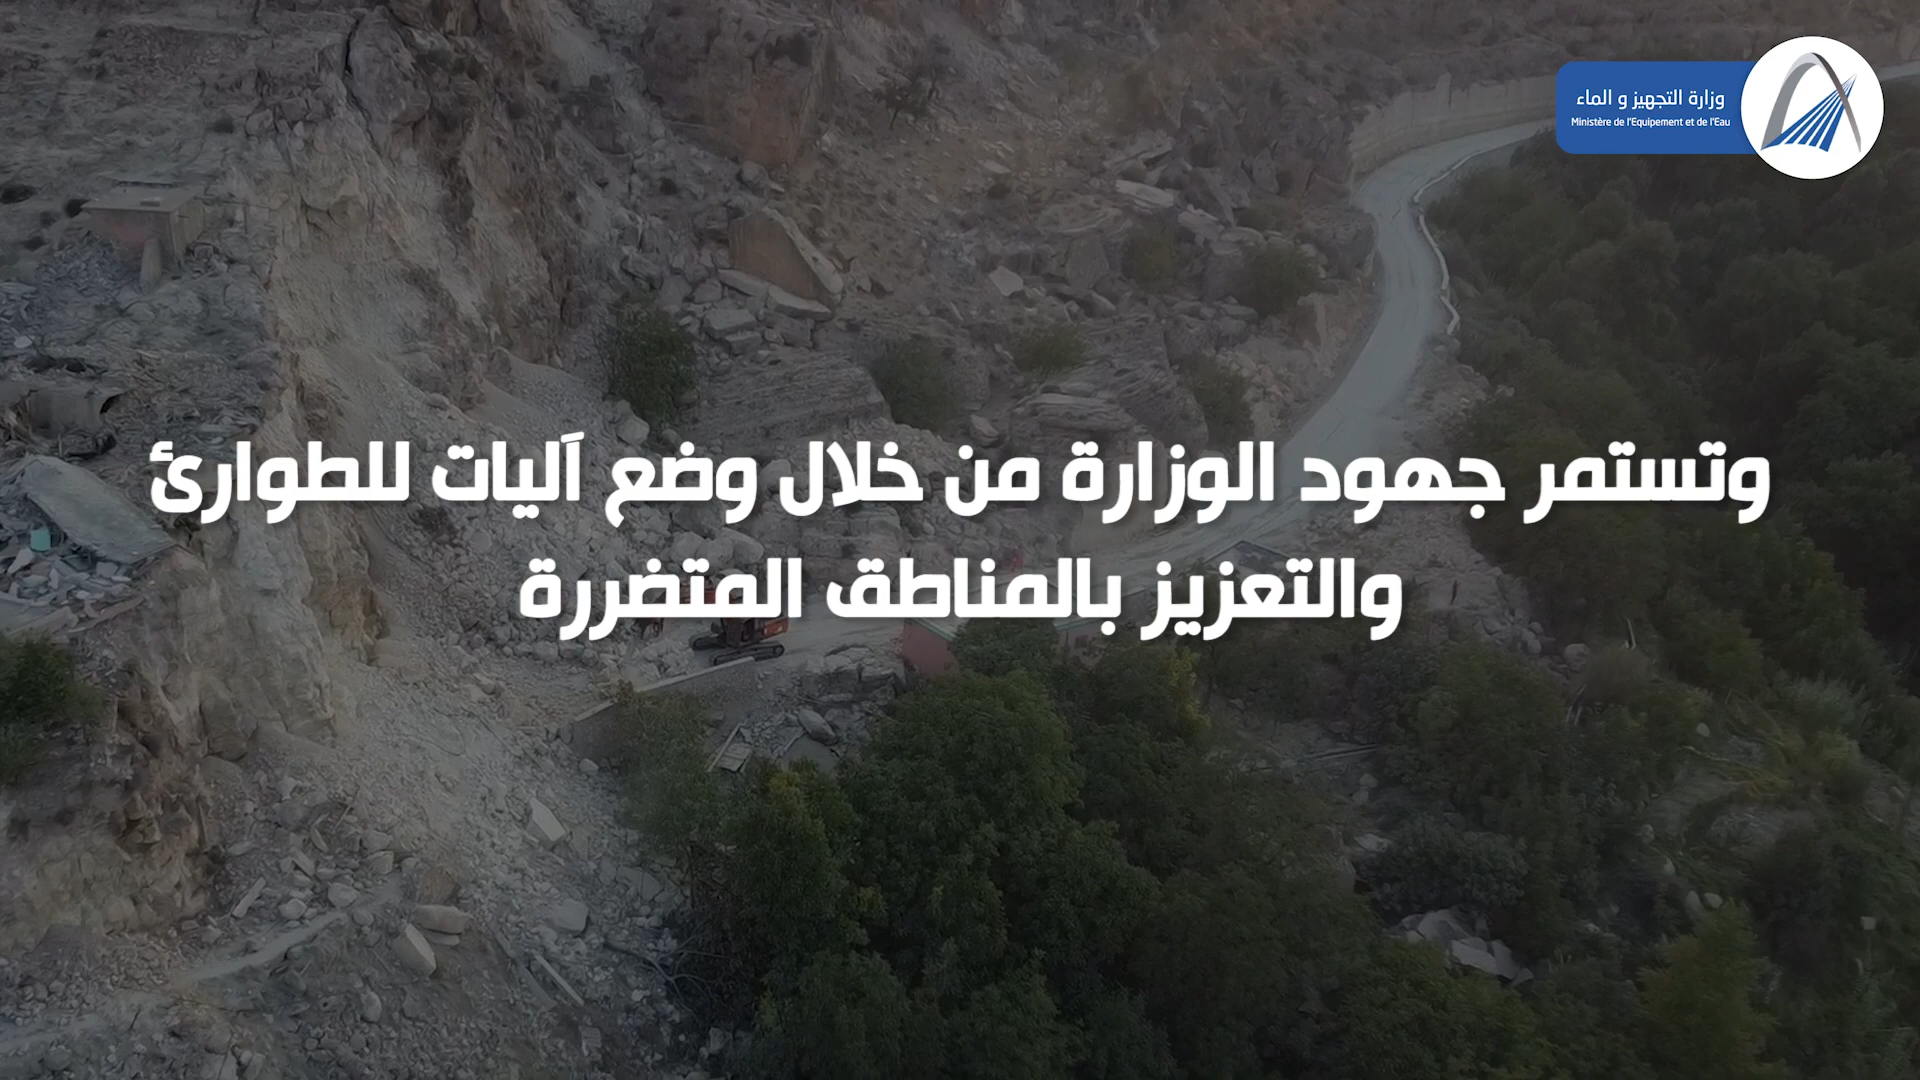 وزارة التجهيز و الماء
Ministère de l'Equipement et de l'Eau
وتستمر جهود الوزارة من خلال وضع آليات للطوارئ
والتعزيز بالمناطق المتضررة